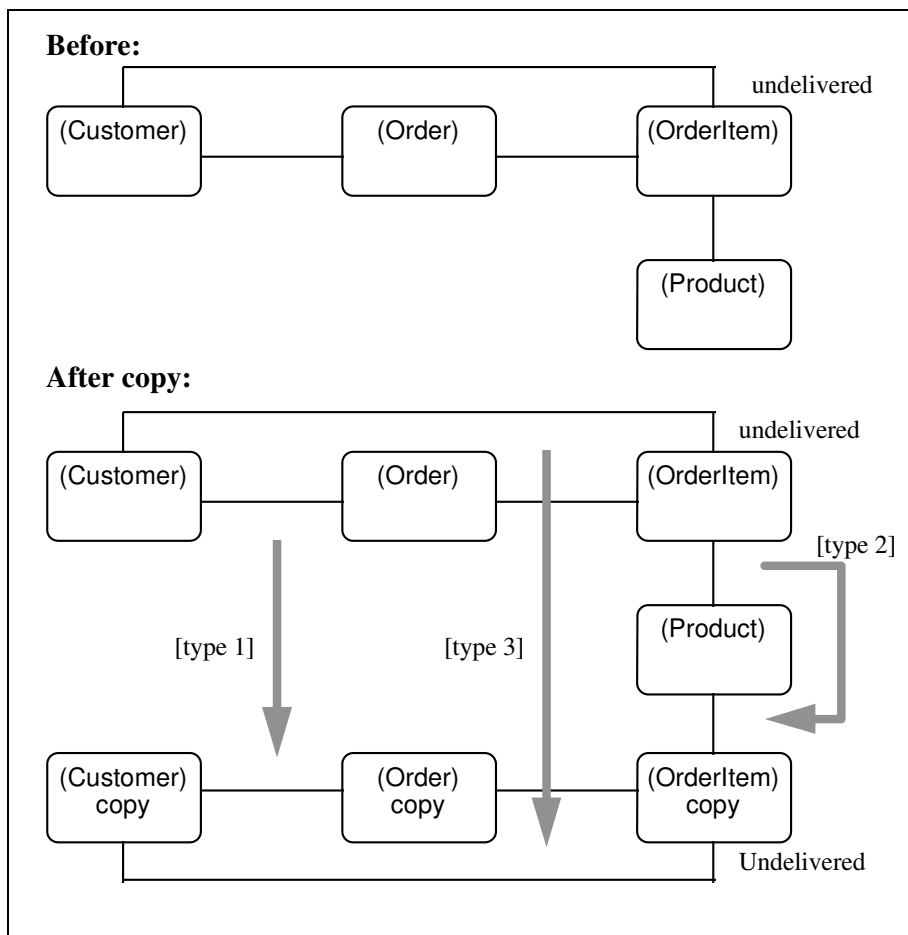 Before:
undelivered
(Customer)
(Order)
(OrderItem)
(Product)
After copy:
undelivered
(Customer)
(Order)
(OrderItem)
[type 2]
(Product)
[type 1]
[type 3]
(Customer)
copy
(Order)
copy
(OrderItem)
copy
Undelivered